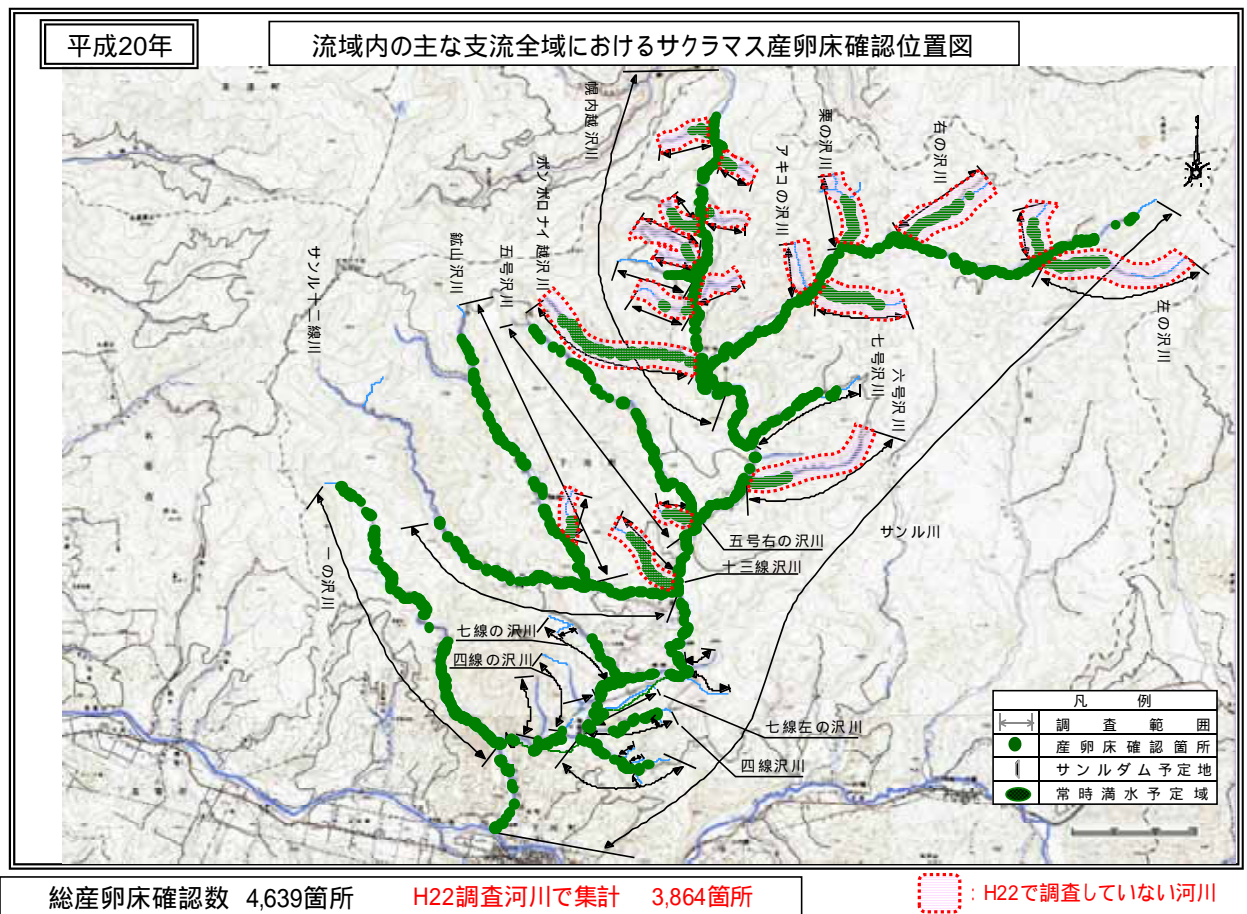 平成20年
流域内の主な支流全域におけるサクラマス産卵床確認位置図
幌内越沢川
ポンポロナイ越沢川
五号沢川
鉱山沢川
サンル十二線川
アキコの沢川
栗の沢川
右の沢川
左の沢川
七号沢川
六号沢川
サンル川
五号右の沢川
十三線沢川
一の沢川
七線の沢川
四線の沢川
七線左の沢川
四線沢川
凡例
調査範囲
産卵床確認箇所
サンルダム予定地
常時満水予定域
総産卵床確認数 4,639箇所 H22調査河川で集計 3,864箇所
：H22で調査していない河川